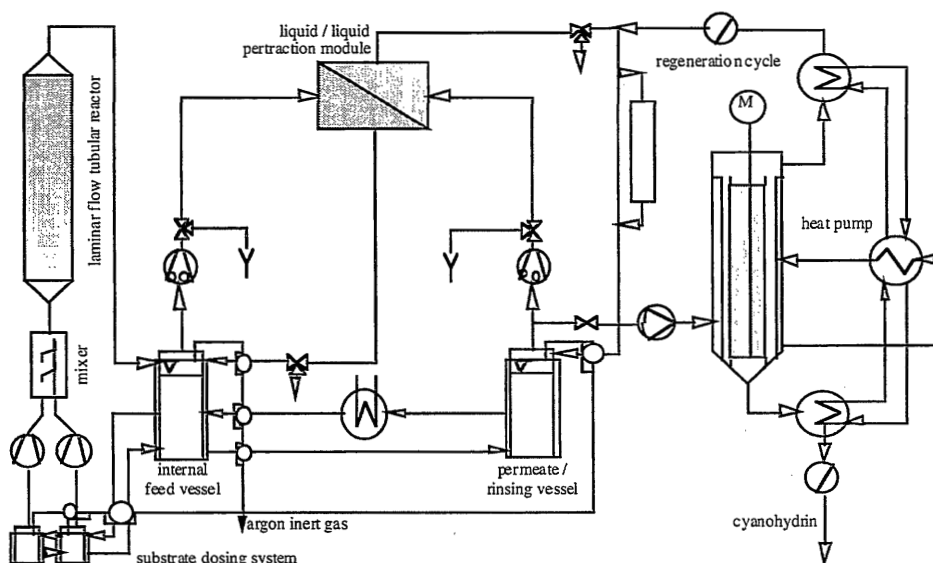 liquid / liquid
pertraction module
regeneration cycle
laminar flow tubular reactor
M
heat pump
mixer
internal
feed vessel
permeate /
rinsing vessel
argon inert gas
cyanohydrin
substrate dosing system